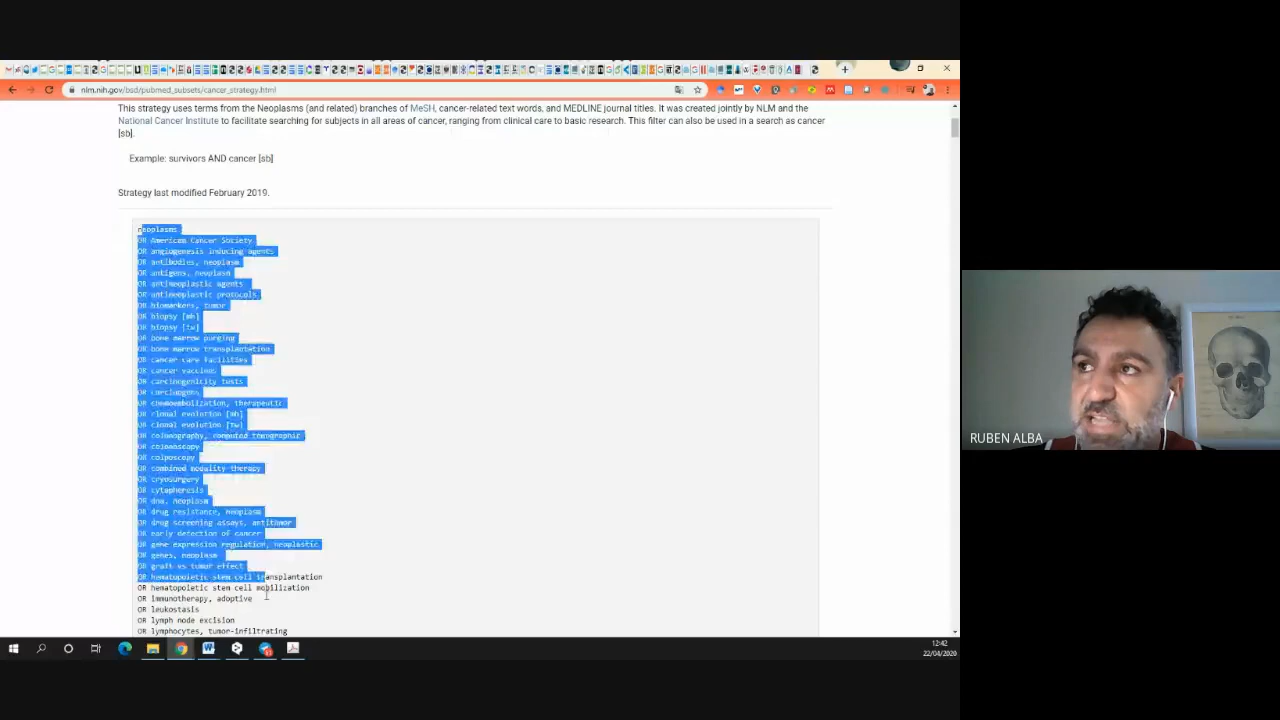 nlm.nih.gov/bsd/pubmed_subsets/cancer_strategy.html
This strategy uses terms from the Neoplasms (and related) branches of MeSH, cancer-related text words, and MEDLINE journal titles. It was created jointly by NLM and the
National Cancer Institute to facilitate searching for subjects in all areas of cancer, ranging from clinical care to basic research. This filter can also be used in a search as cancer
[sb].
Example: survivors AND cancer [sb]
Strategy last modified February 2019.
neoplasms
OR American Cancer Society
OR angiogenesis inducing agents
OR antibodies, neoplasm
OR antigens, neoplasm
OR antineoplastic agents
OR antineoplastic protocols
OR biomarkers, tumor
OR biopsy [mh]
OR biopsy [tw]
OR bone marrow purging
OR bone marrow transplantation
OR cancer care facilities
OR cancer vaccines
OR carcinogenicity tests
OR carcinogens
OR chemoembolization, therapeutic
OR clonal evolution [mh]
OR clonal evolution [tw]
OR colonography, computed tomographic
OR colonoscopy
OR colposcopy
OR combined modality therapy
OR cryosurgery
OR cytapheresis
OR dna, neoplasm
OR drug resistance, neoplasm
OR drug screening assays, antitumor
OR early detection of cancer
OR gene expression regulation, neoplastic
OR genes, neoplasm
OR graft vs tumor effect
OR hematopoietic stem cell transplantation
OR hematopoietic stem cell mobilization
OR immunotherapy, adoptive
OR leukostasis
OR lymph node excision
OR lymphocytes, tumor-infiltrating
RUBEN ALBA
12:42
22/04/2020